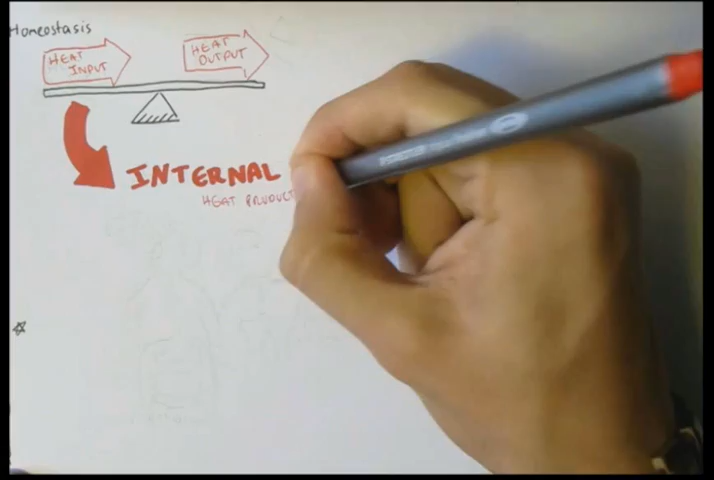 Homeostasis
HEAT INPUT
HEAT OUTPUT
INTERNAL
HEAT PRODUCT